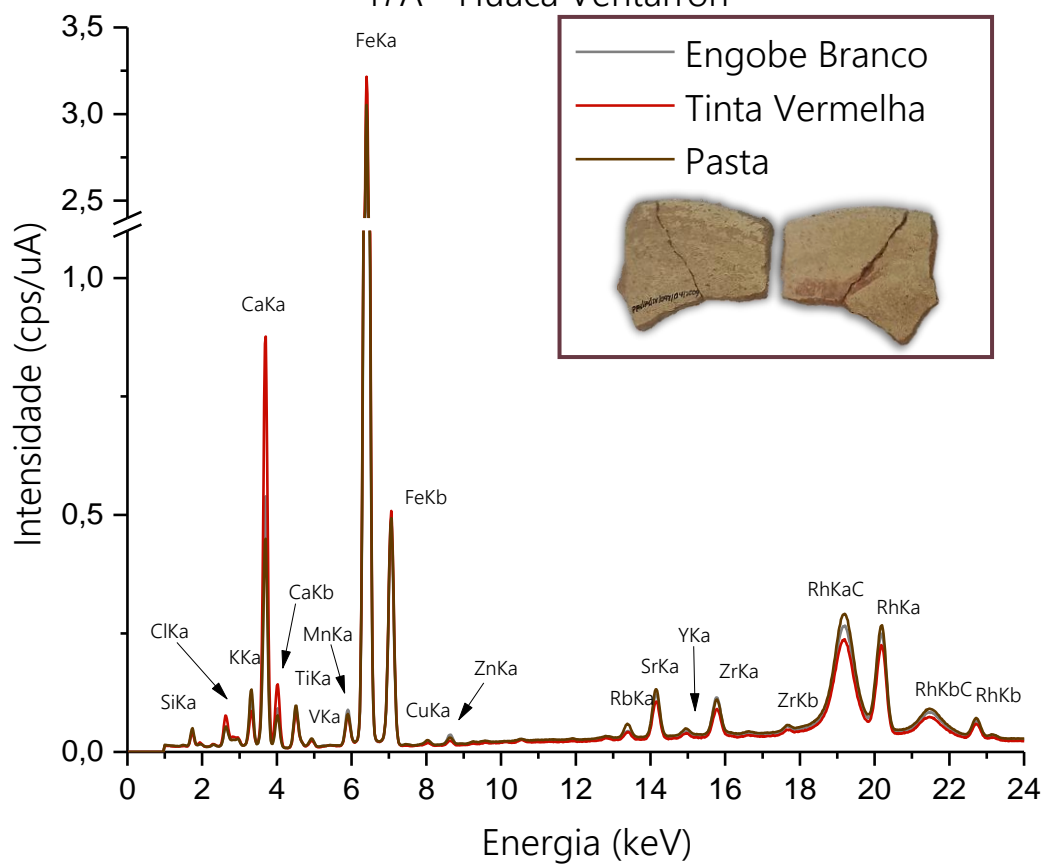 Huaca Ventarrón
Engobe Branco
Tinta Vermelha
Pasta
Intensidade (cps/uA)
3,5
3,0
2,5
1,0
0,5
0,0
FeKa
CaKa
FeKb
CaKb
ClKa
MnKa
KKa
TiKa
SiKa
VKa
CuKa
ZnKa
RbKa
SrKa
YKa
ZrKa
ZrKb
RhKaC
RhKa
RhKbC
RhKb
0 2 4 6 8 10 12 14 16 18 20 22 24
Energia (keV)